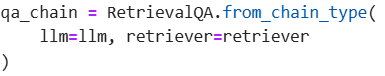 qa_chain = RetrievalQA.from_chain_type(
    llm=llm, retriever=retriever
)